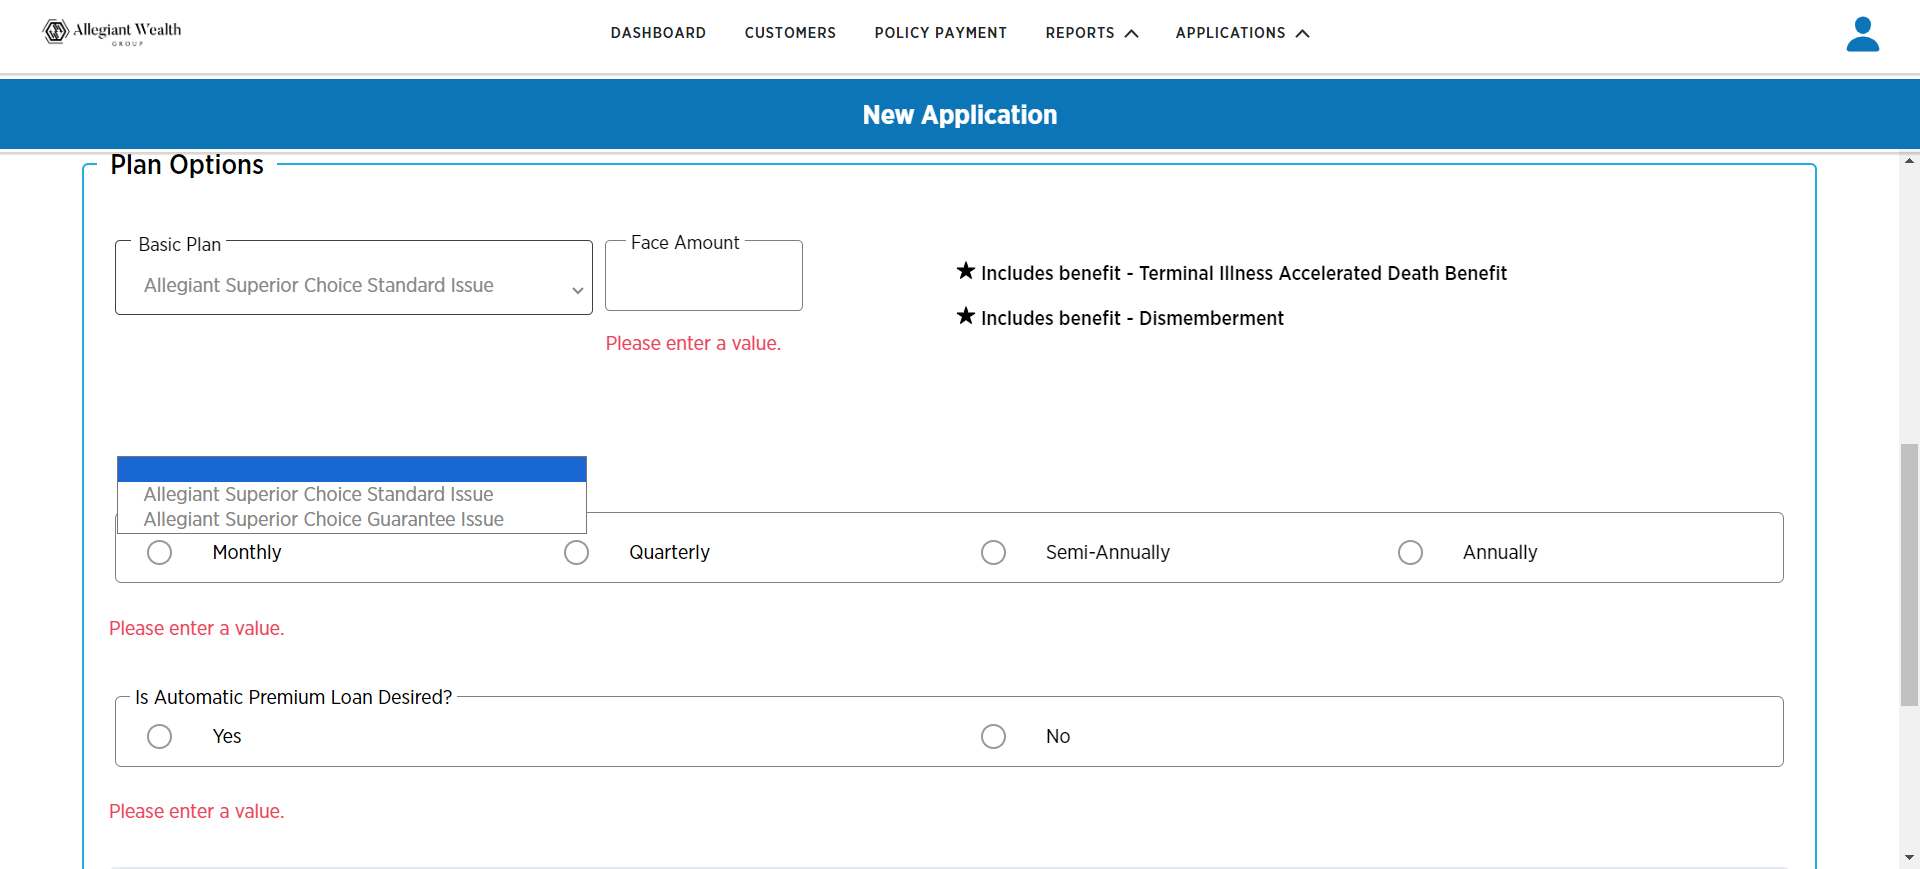 Allegiant Wealth
GROUP
DASHBOARD CUSTOMERS POLICY PAYMENT REPORTS APPLICATIONS
New Application
Plan Options
Basic Plan
Allegiant Superior Choice Standard Issue
Face Amount
Please enter a value.
★ Includes benefit - Terminal Illness Accelerated Death Benefit
★ Includes benefit - Dismemberment
Allegiant Superior Choice Standard Issue
Allegiant Superior Choice Guarantee Issue
Monthly Quarterly Semi-Annually Annually
Please enter a value.
Is Automatic Premium Loan Desired?
Yes No
Please enter a value.